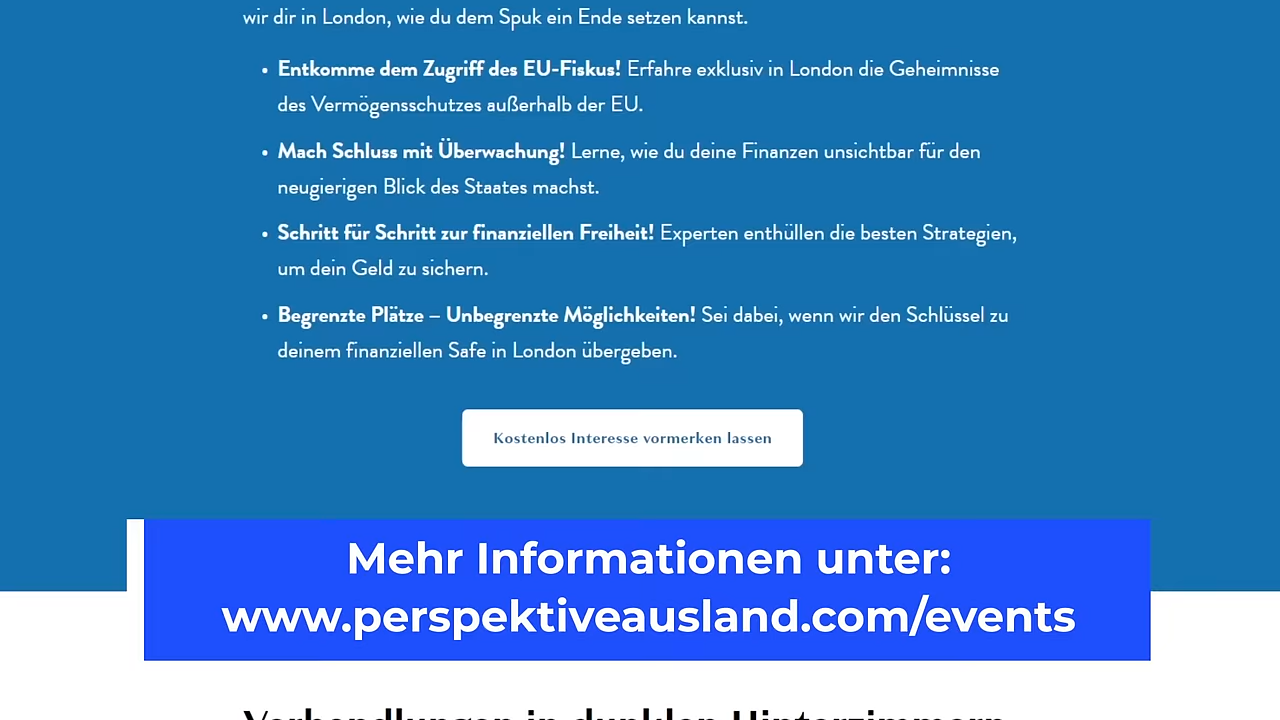 wir dir in London, wie du dem Spuk ein Ende setzen kannst.
• Entkomme dem Zugriff des EU-Fiskus! Erfahre exklusiv in London die Geheimnisse
des Vermögensschutzes außerhalb der EU.
• Mach Schluss mit Überwachung! Lerne, wie du deine Finanzen unsichtbar für den
neugierigen Blick des Staates machst.
• Schritt für Schritt zur finanziellen Freiheit! Experten enthüllen die besten Strategien,
um dein Geld zu sichern.
• Begrenzte Plätze – Unbegrenzte Möglichkeiten! Sei dabei, wenn wir den Schlüssel zu
deinem finanziellen Safe in London übergeben.
Kostenlos Interesse vormerken lassen
Mehr Informationen unter:
www.perspektiveausland.com/events
Verhandlungen in dunklen Hinterzimmern